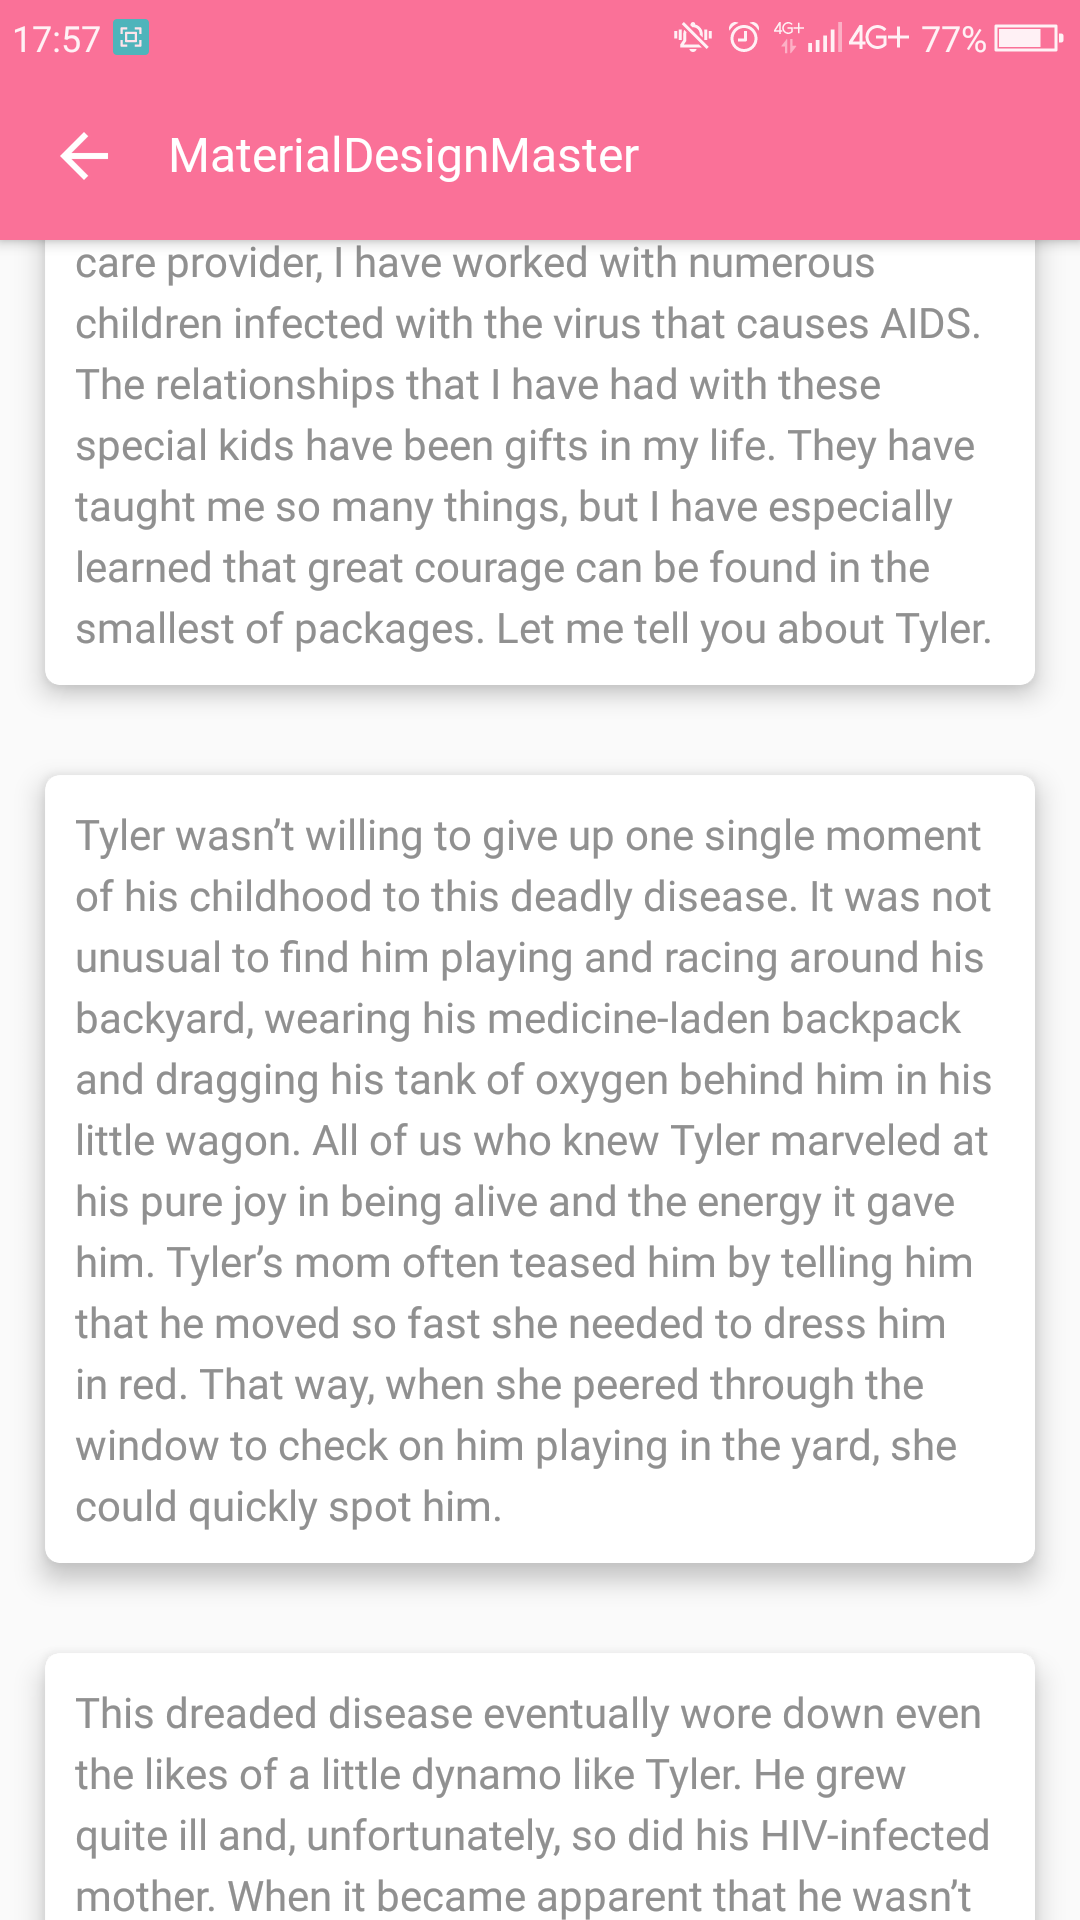 17:57 4G+ 4G+ 77%
MaterialDesignMaster
care provider, I have worked with numerous
children infected with the virus that causes AIDS.
The relationships that I have had with these
special kids have been gifts in my life. They have
taught me so many things, but I have especially
learned that great courage can be found in the
smallest of packages. Let me tell you about Tyler.
Tyler wasn’t willing to give up one single moment
of his childhood to this deadly disease. It was not
unusual to find him playing and racing around his
backyard, wearing his medicine-laden backpack
and dragging his tank of oxygen behind him in his
little wagon. All of us who knew Tyler marveled at
his pure joy in being alive and the energy it gave
him. Tyler’s mom often teased him by telling him
that he moved so fast she needed to dress him
in red. That way, when she peered through the
window to check on him playing in the yard, she
could quickly spot him.
This dreaded disease eventually wore down even
the likes of a little dynamo like Tyler. He grew
quite ill and, unfortunately, so did his HIV-infected
mother. When it became apparent that he wasn’t